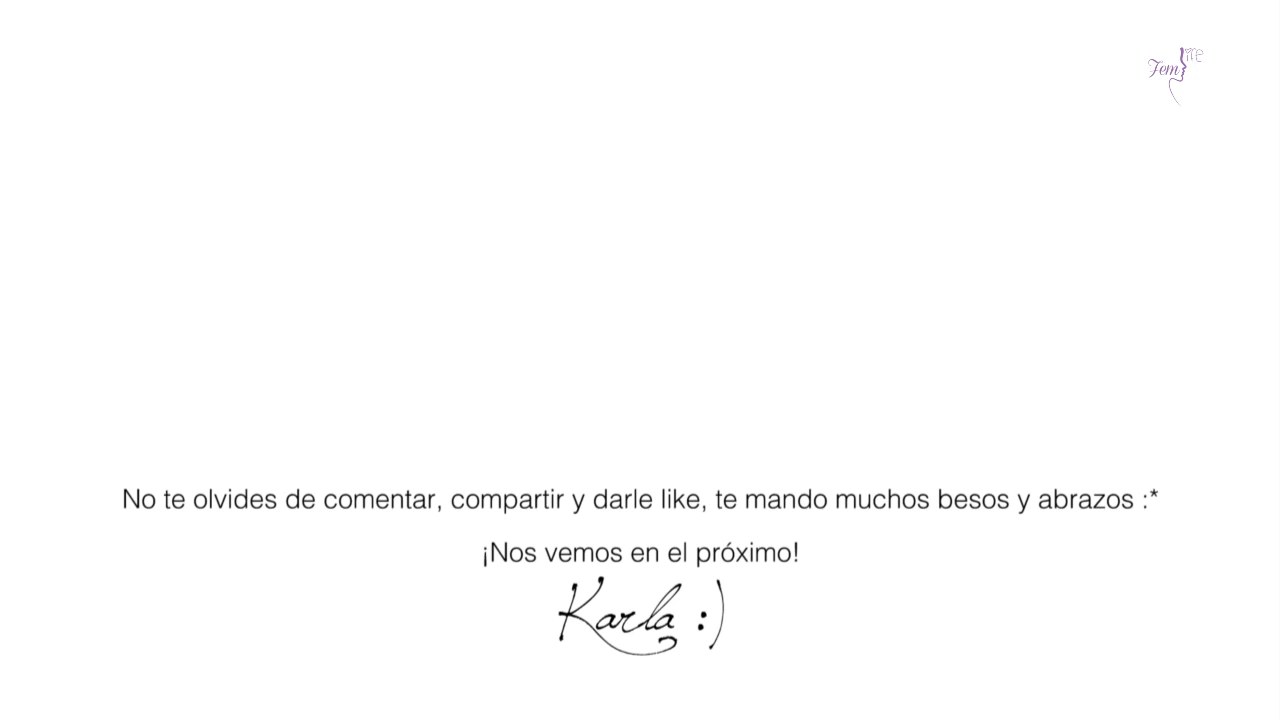 Fem
No te olvides de comentar, compartir y darle like, te mando muchos besos y abrazos :*
¡Nos vemos en el próximo!
Karla :)